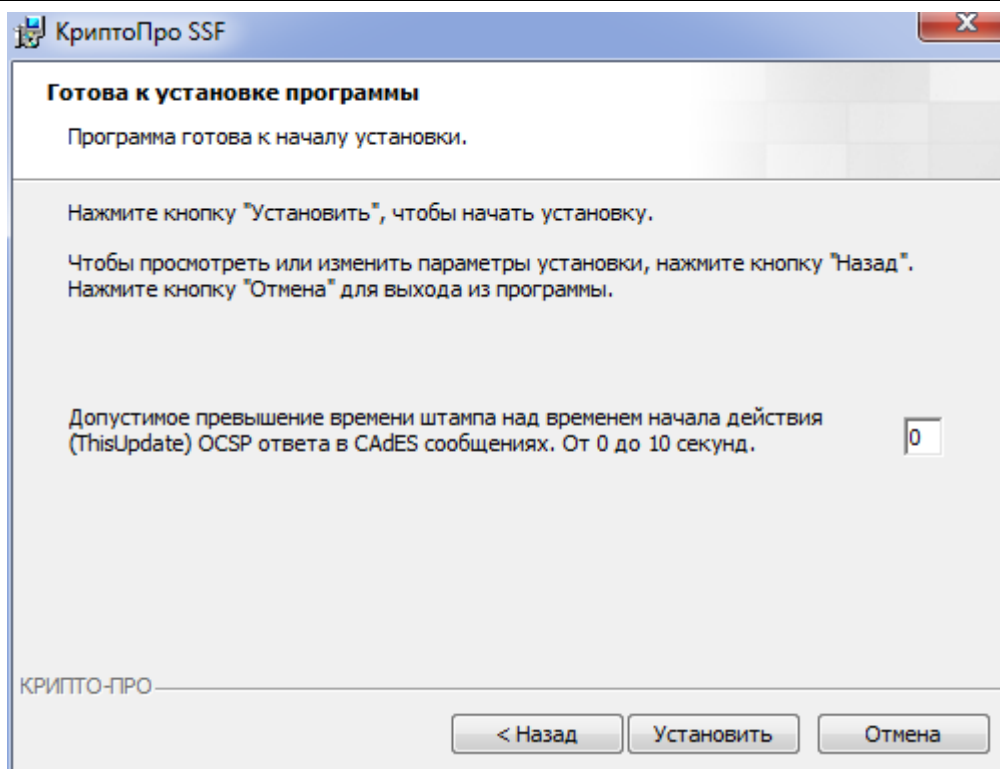 КриптоПро SSF
Готова к установке программы
Программа готова к началу установки.
Нажмите кнопку "Установить", чтобы начать установку.
Чтобы просмотреть или изменить параметры установки, нажмите кнопку "Назад".
Нажмите кнопку "Отмена" для выхода из программы.
Допустимое превышение времени штампа над временем начала действия
(ThisUpdate) OCSP ответа в CAdES сообщениях. От 0 до 10 секунд.
0
КРИПТО-ПРО
< Назад
Установить
Отмена